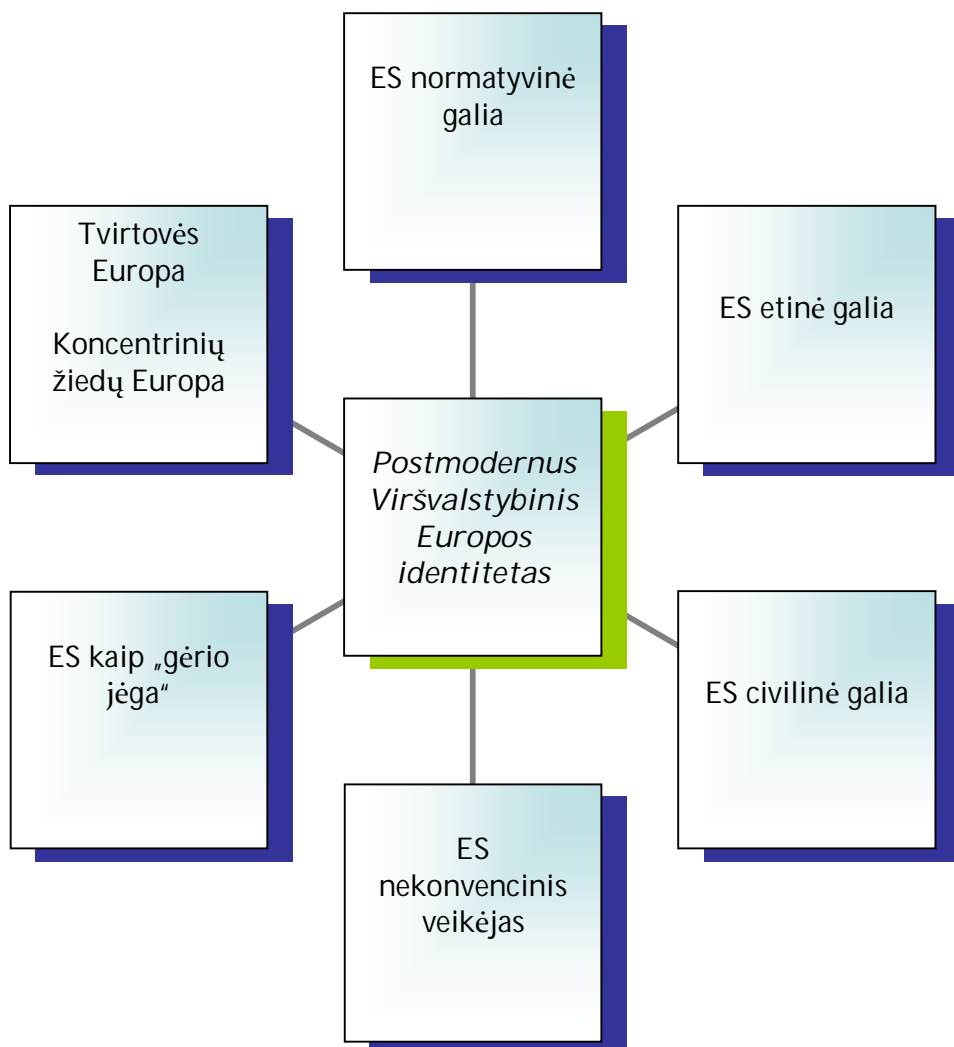 ES normatyvinė
galia
Tvirtovės
Europa
Koncentrinių
žiedų Europa
ES etinė galia
Postmodernus
Viršvalstybinis
Europos
identitetas
ES kaip „gėrio
jėga“
ES civilinė galia
ES
nekonvencinis
veikėjas